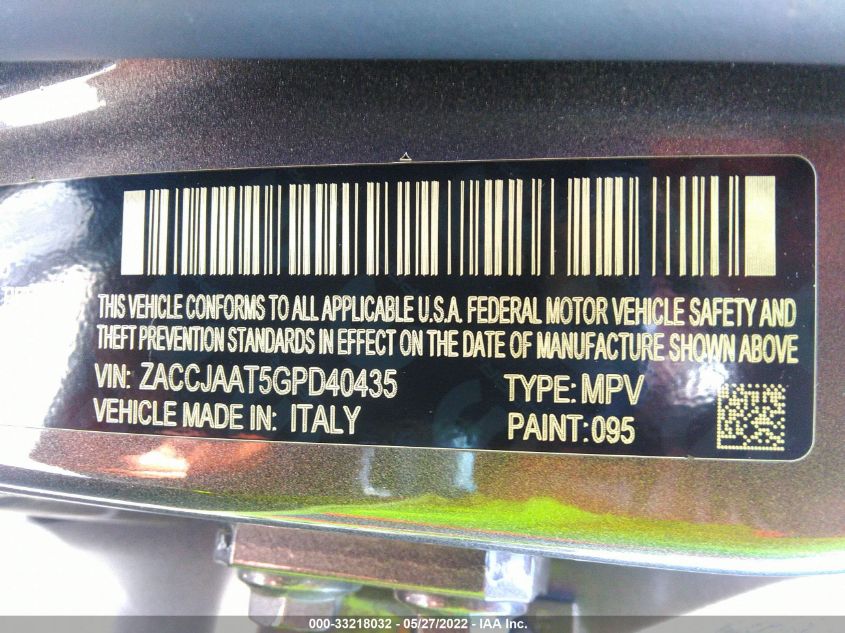 THIS VEHICLE CONFORMS TO ALL APPLICABLE U.S.A. FEDERAL MOTOR VEHICLE SAFETY AND
THEFT PREVENTION STANDARDS IN EFFECT ON THE DATE OF MANUFACTURE SHOWN ABOVE
VIN: ZACCJAAT5GPD40435 TYPE: MPV
VEHICLE MADE IN: ITALY PAINT: 095
000-33218032 - 05/27/2022 - IAA Inc.